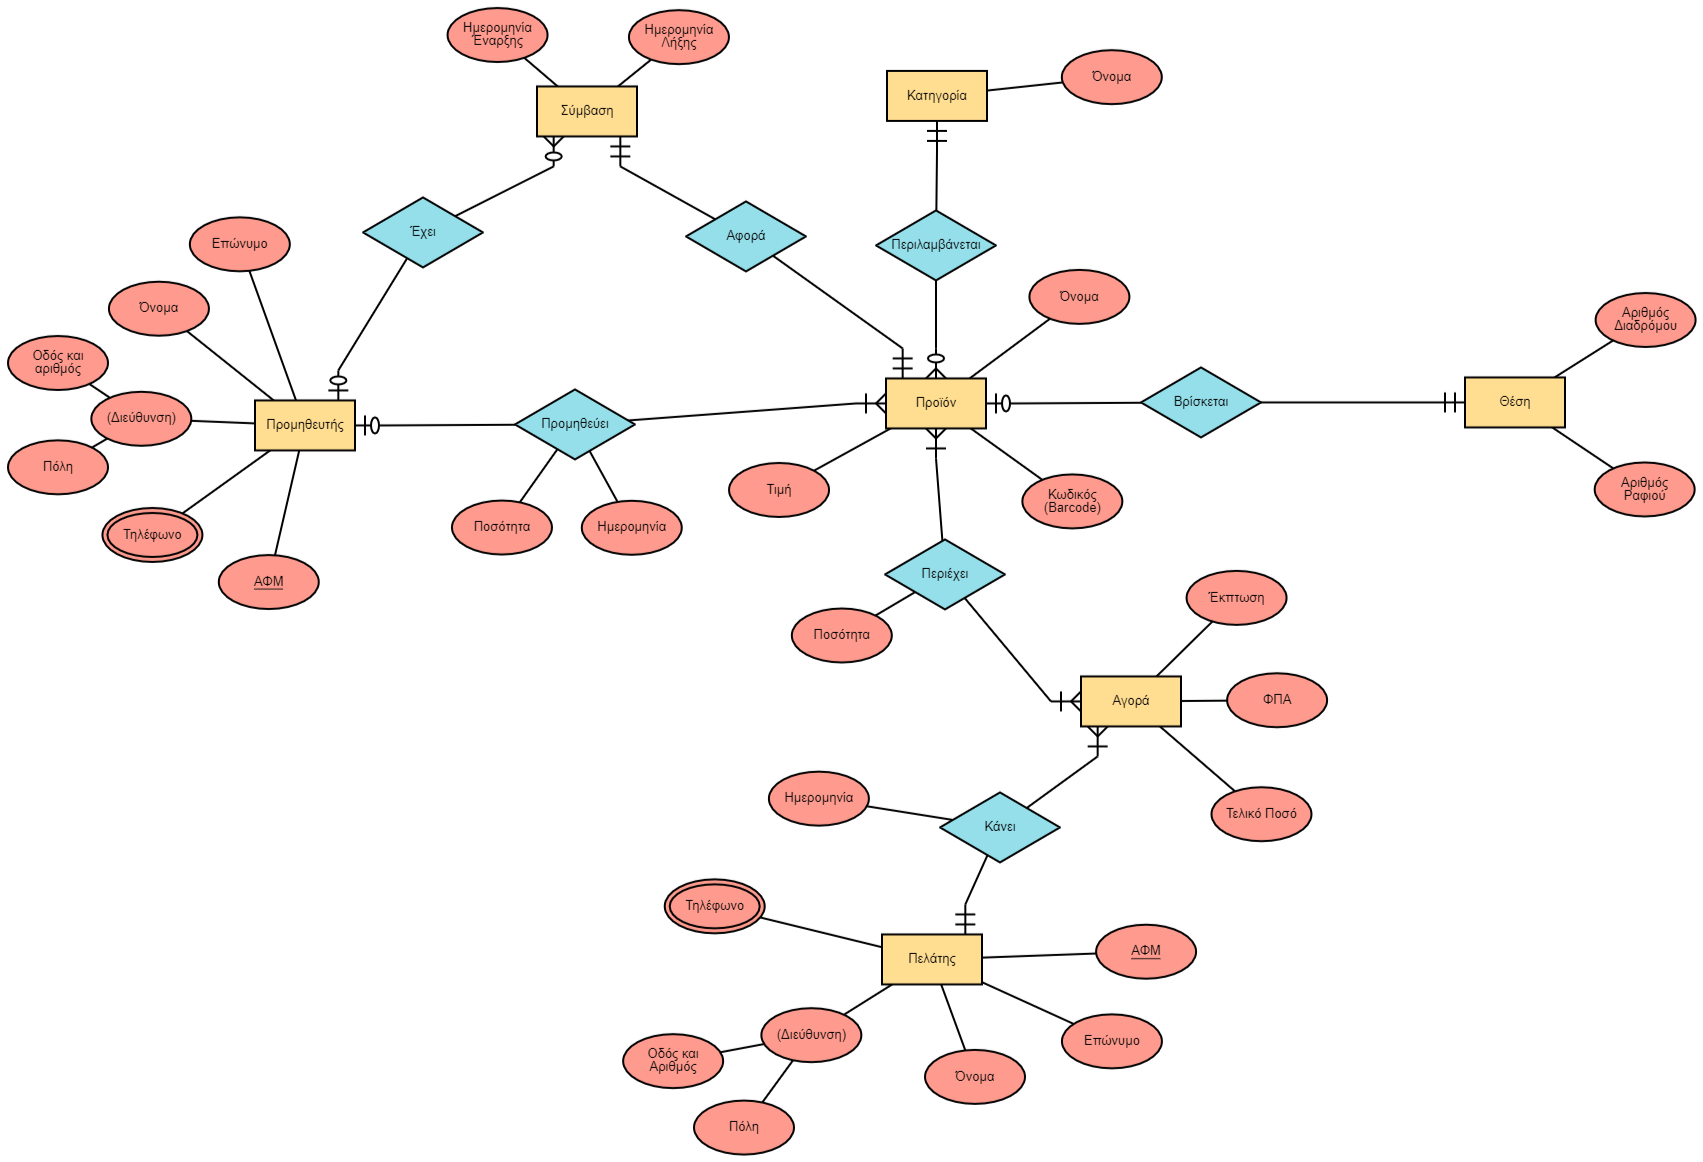 Ημερομηνία
Έναρξης
Ημερομηνία
Λήξης
Σύμβαση
Κατηγορία
Όνομα
Έχει
Αφορά
Περιλαμβάνεται
Επώνυμο
Όνομα
Όνομα
Αριθμός
Διαδρόμου
Οδός και
αριθμός
(Διεύθυνση)
Προμηθευτής
Προμηθεύει
Προϊόν
Βρίσκεται
Θέση
Πόλη
Τιμή
Κωδικός
(Barcode)
Αριθμός
Ραφιού
Τηλέφωνο
Ποσότητα
Ημερομηνία
ΑΦΜ
Περιέχει
Ποσότητα
Έκπτωση
Αγορά
ΦΠΑ
Ημερομηνία
Κάνει
Τελικό Ποσό
Τηλέφωνο
Πελάτης
ΑΦΜ
(Διεύθυνση)
Επώνυμο
Οδός και
Αριθμός
Όνομα
Πόλη